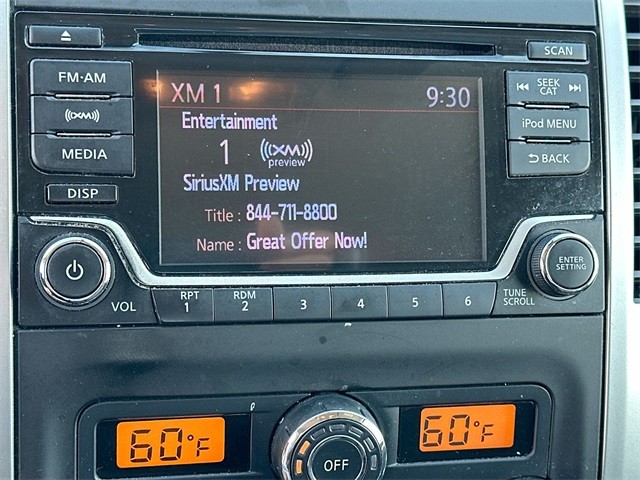 SCAN
FM·AM
XM 1
9:30
SEEK
CAT
Entertainment
((XM))
1
((XM))
preview
iPod MENU
MEDIA
BACK
SiriusXM Preview
DISP
Title : 844-711-8800
Name : Great Offer Now!
ENTER
SETTING
VOL
RPT
1
RDM
2
3
4
5
6
TUNE
SCROLL
60°F
60°F
OFF